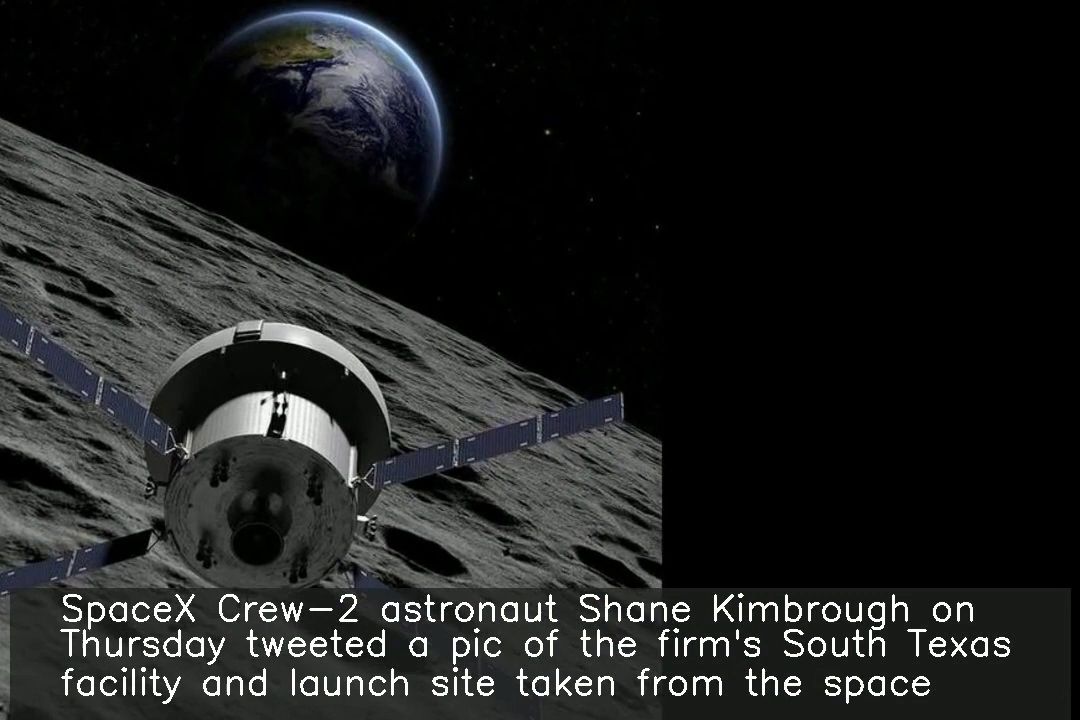 SpaceX Crew-2 astronaut Shane Kimbrough on
Thursday tweeted a pic of the firm's South Texas
facility and launch site taken from the space